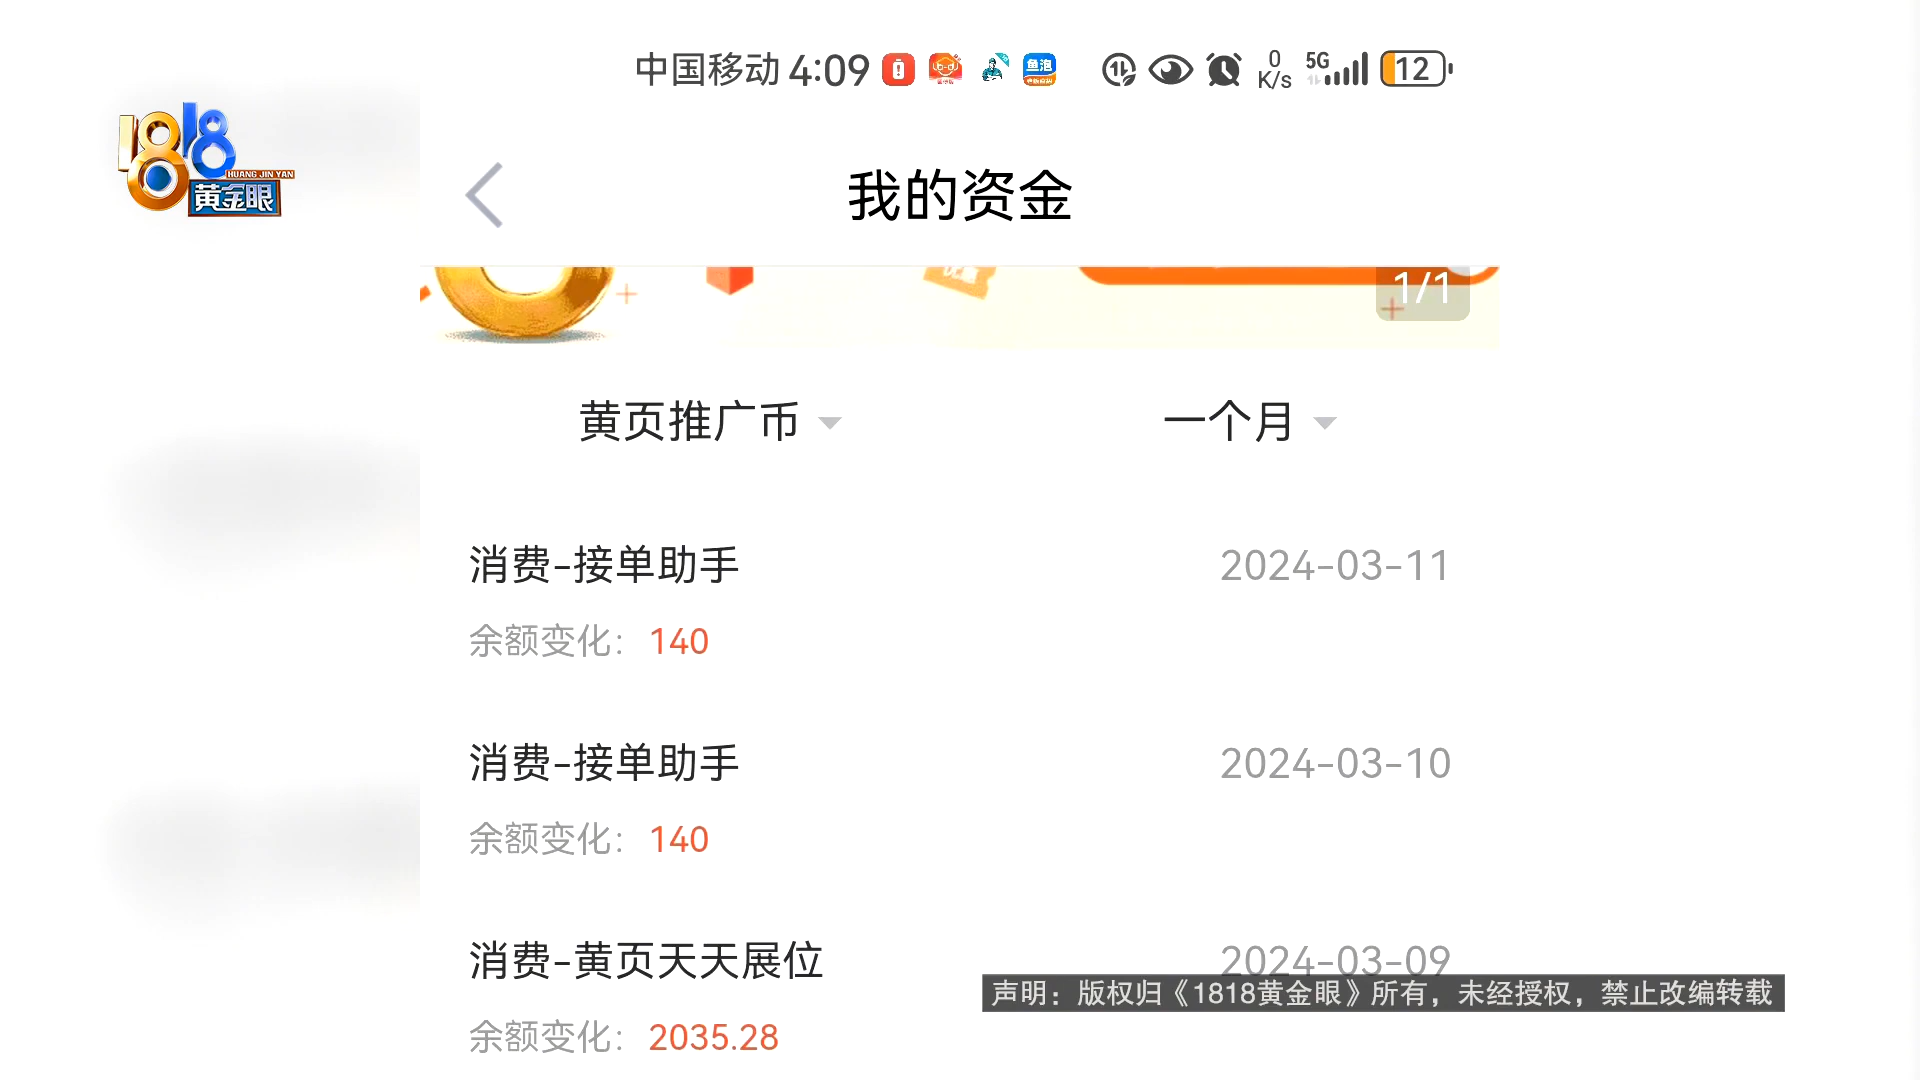 中国移动 4:09 鱼泡 0 K/s 5G 12
1818
HUANG JIN YAN
黄金眼
我的资金
1/1
黄页推广币 一个月
消费-接单助手 2024-03-11
余额变化: 140
消费-接单助手 2024-03-10
余额变化: 140
消费-黄页天天展位 2024-03-09
声明：版权归《1818黄金眼》所有，未经授权，禁止改编转载
余额变化: 2035.28